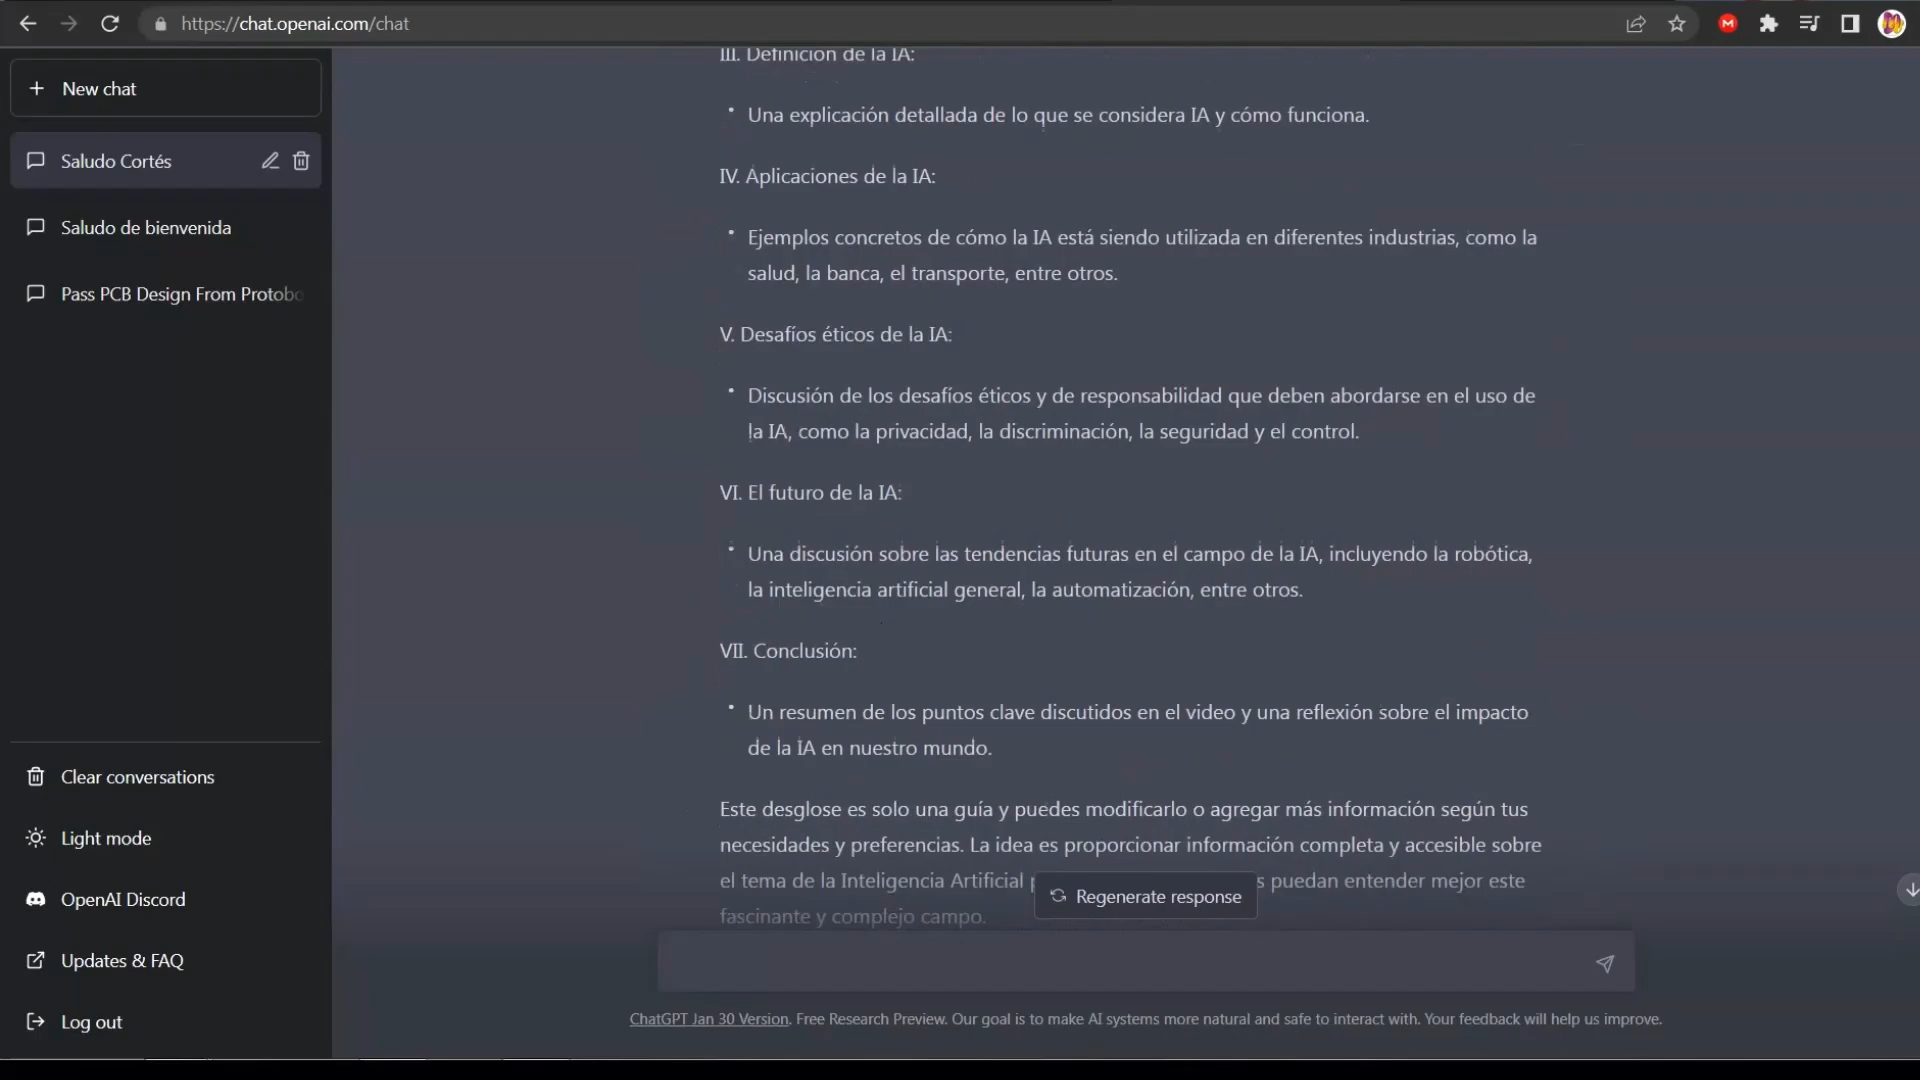 https://chat.openai.com/chat
New chat
Saludo Cortés
Saludo de bienvenida
Pass PCB Design From Protobo
Clear conversations
Light mode
OpenAI Discord
Updates & FAQ
Log out
III. Definición de la IA:
Una explicación detallada de lo que se considera IA y cómo funciona.
IV. Aplicaciones de la IA:
Ejemplos concretos de cómo la IA está siendo utilizada en diferentes industrias, como la
salud, la banca, el transporte, entre otros.
V. Desafíos éticos de la IA:
Discusión de los desafíos éticos y de responsabilidad que deben abordarse en el uso de
la IA, como la privacidad, la discriminación, la seguridad y el control.
VI. El futuro de la IA:
Una discusión sobre las tendencias futuras en el campo de la IA, incluyendo la robótica,
la inteligencia artificial general, la automatización, entre otros.
VII. Conclusión:
Un resumen de los puntos clave discutidos en el video y una reflexión sobre el impacto
de la IA en nuestro mundo.
Este desglose es solo una guía y puedes modificarlo o agregar más información según tus
necesidades y preferencias. La idea es proporcionar información completa y accesible sobre
el tema de la Inteligencia Artificial p s puedan entender mejor este
Regenerate response
fascinante y complejo campo.
ChatGPT Jan 30 Version. Free Research Preview. Our goal is to make AI systems more natural and safe to interact with. Your feedback will help us improve.